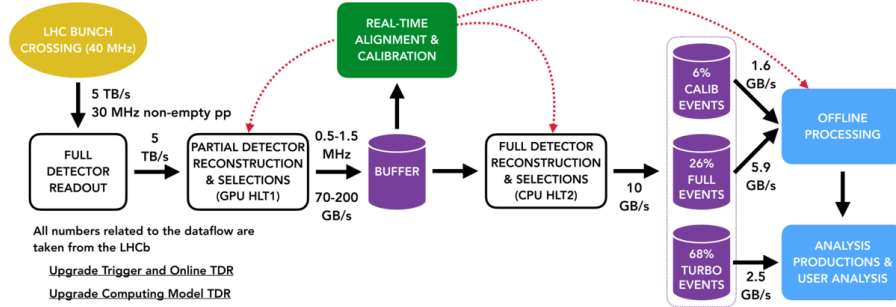 LHC BUNCH
CROSSING (40 MHz)
5 TB/s
30 MHz non-empty pp
FULL
DETECTOR
READOUT
5
TB/s
PARTIAL DETECTOR
RECONSTRUCTION
& SELECTIONS
(GPU HLT1)
0.5-1.5
MHz
70-200
GB/s
REAL-TIME
ALIGNMENT &
CALIBRATION
BUFFER
FULL DETECTOR
RECONSTRUCTION
& SELECTIONS
(CPU HLT2)
10
GB/s
6%
CALIB
EVENTS
26%
FULL
EVENTS
68%
TURBO
EVENTS
1.6
GB/s
5.9
GB/s
2.5
GB/s
OFFLINE
PROCESSING
ANALYSIS
PRODUCTIONS &
USER ANALYSIS
All numbers related to the dataflow are
taken from the LHCb
Upgrade Trigger and Online TDR
Upgrade Computing Model TDR